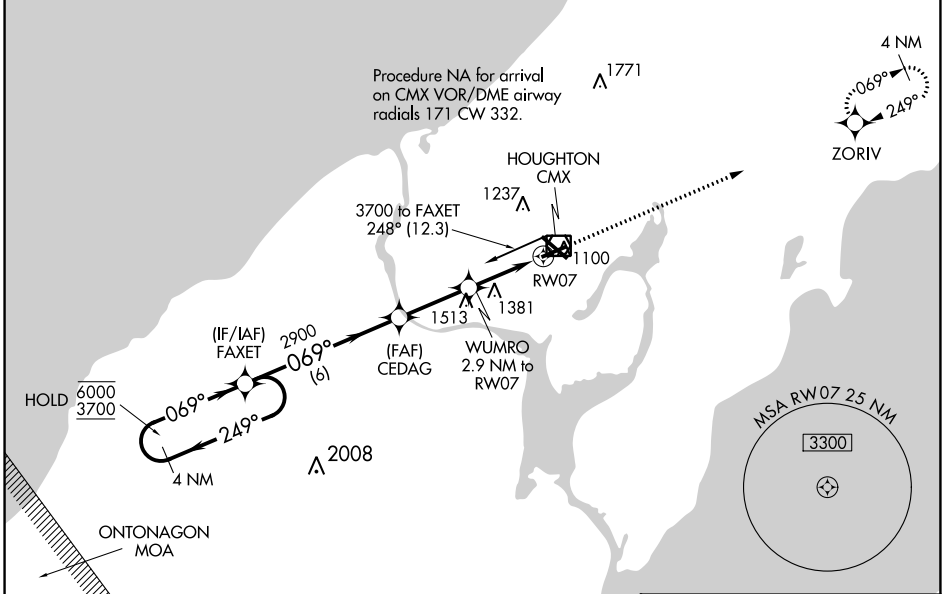 4 NM
069°
249°
ZORIV
Procedure NA for arrival
on CMX VOR/DME airway
radials 171 CW 332.
1771
HOUGHTON
CMX
1237
3700 to FAXET
248° (12.3)
1100
RW07
1513
1381
(IF/IAF)
FAXET
2900
069°
(6)
(FAF)
CEDAG
WUMRO
2.9 NM to
RW07
HOLD
6000
3700
069°
249°
4 NM
2008
ONTONAGON
MOA
MSA RW07 25 NM
3300